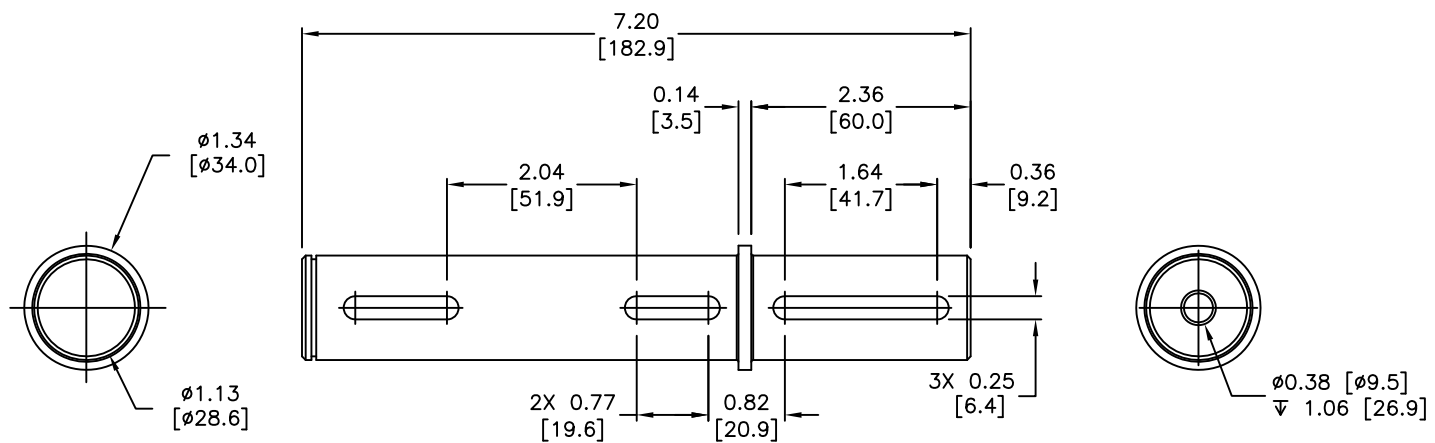 7.20
[182.9]
0.14
[3.5]
2.36
[60.0]
ø1.34
[ø34.0]
2.04
[51.9]
1.64
[41.7]
0.36
[9.2]
ø1.13
[ø28.6]
2X 0.77
[19.6]
0.82
[20.9]
3X 0.25
[6.4]
ø0.38 [ø9.5]
↧ 1.06 [26.9]